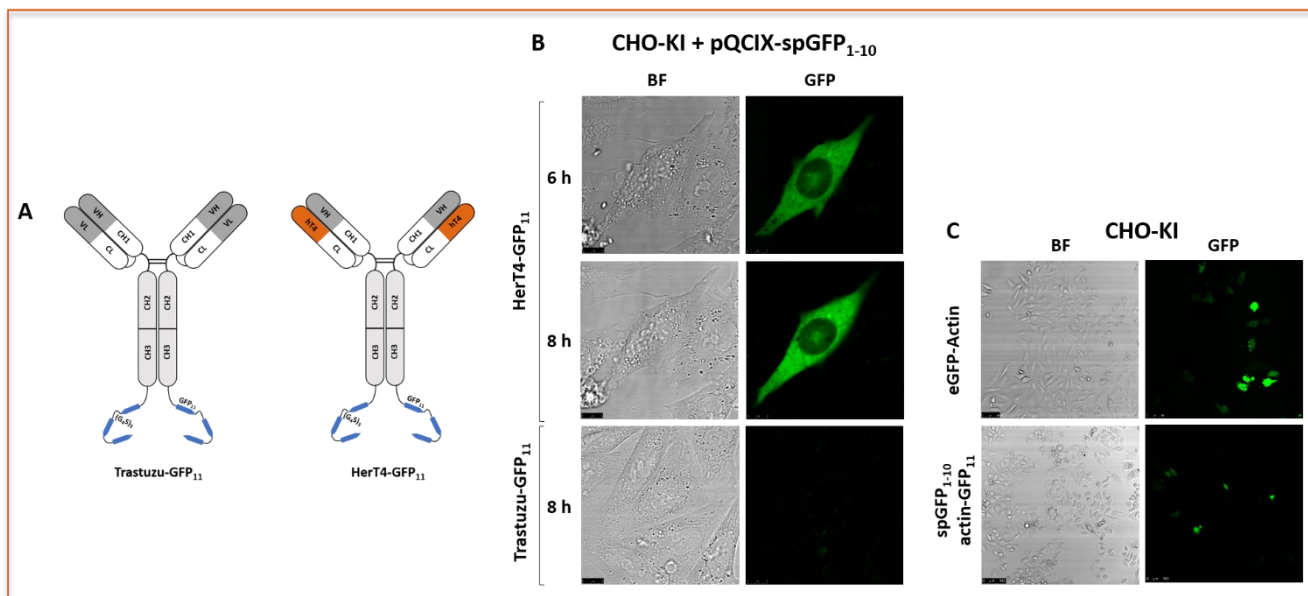 A
VH
VL
CH1
CL
CH1
CL
VH
VL
CH2
CH2
CH3
CH3
(G₄S)₃
GFP₁₁
Trastuzu-GFP₁₁
VH
hT4
CH1
CL
CH1
CL
VH
hT4
CH2
CH2
CH3
CH3
(G₄S)₃
GFP₁₁
HerT4-GFP₁₁
B
CHO-KI + pQCIX-spGFP₁₋₁₀
BF
GFP
HerT4-GFP₁₁
6 h
8 h
Trastuzu-GFP₁₁
8 h
C
CHO-KI
BF
GFP
eGFP-Actin
spGFP₁₋₁₀
actin-GFP₁₁